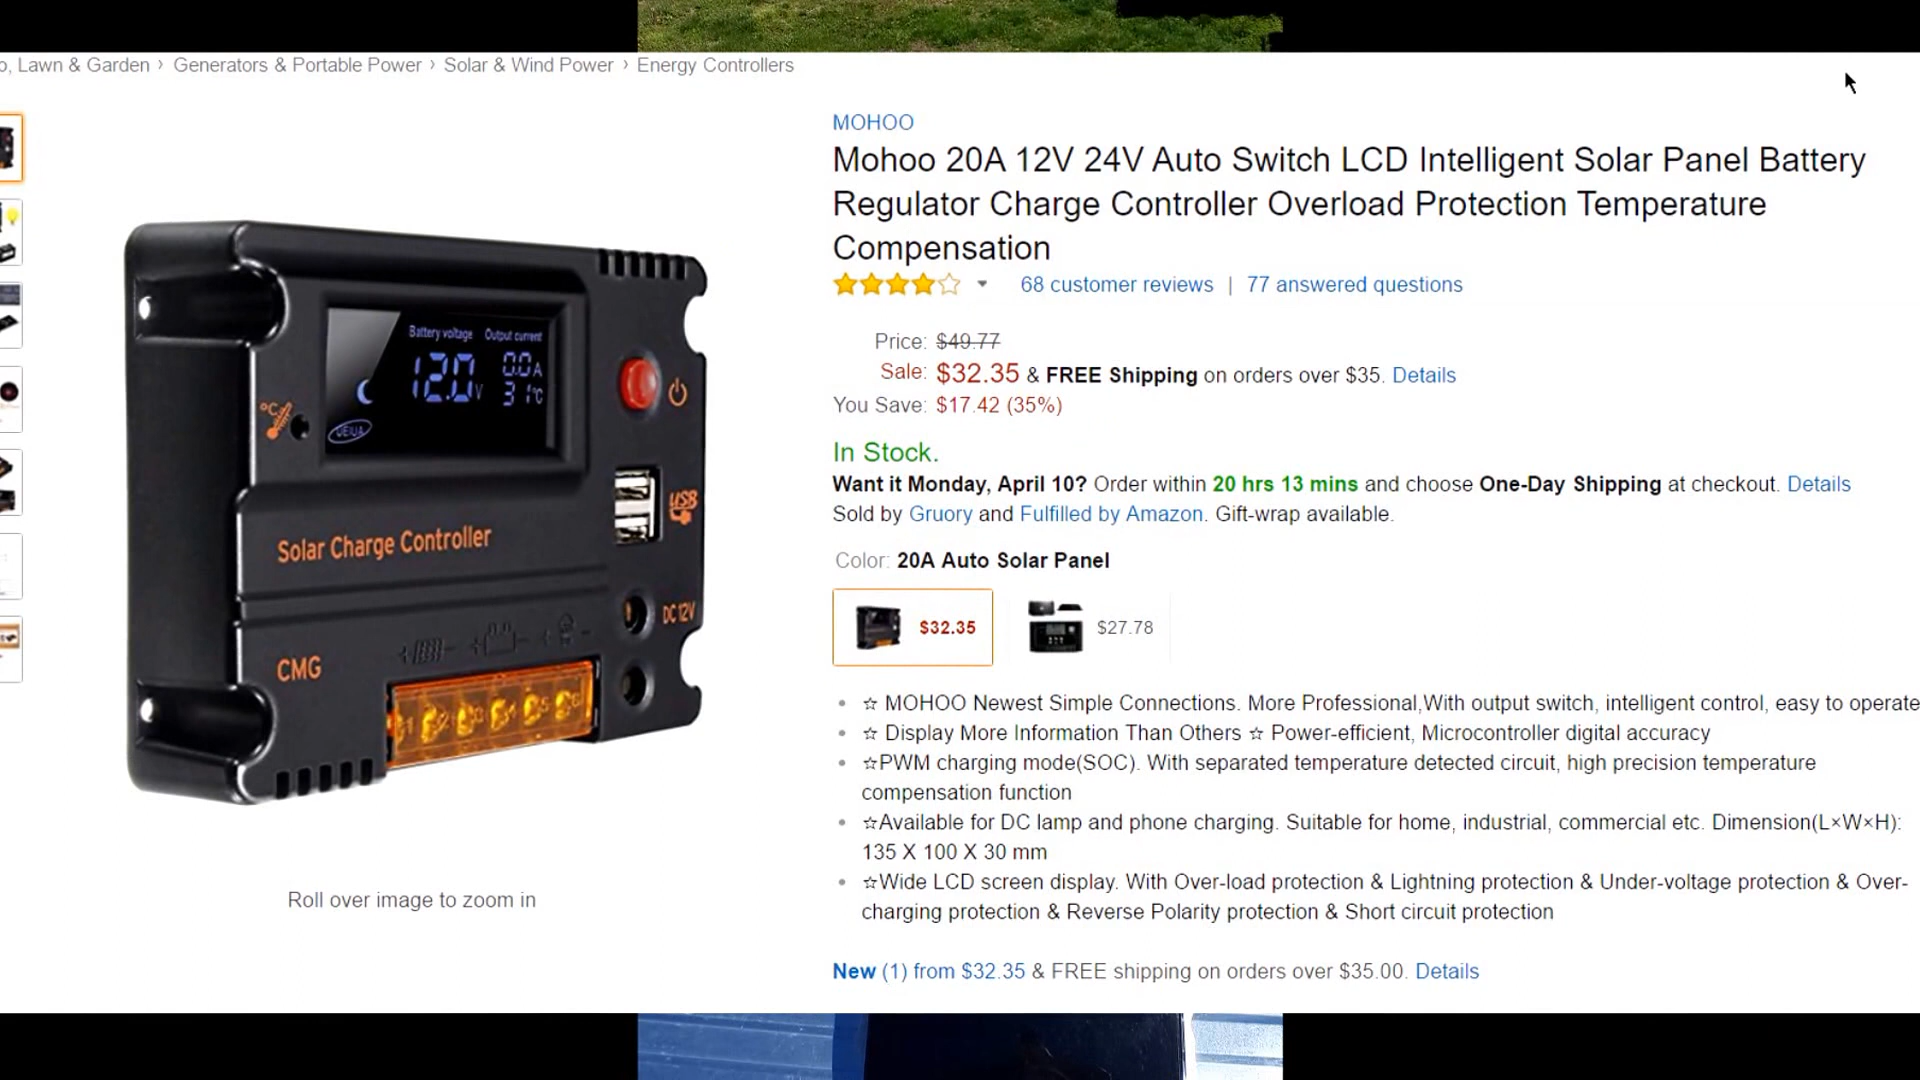 Lawn & Garden › Generators & Portable Power › Solar & Wind Power › Energy Controllers
MOHOO
Mohoo 20A 12V 24V Auto Switch LCD Intelligent Solar Panel Battery
Regulator Charge Controller Overload Protection Temperature
Compensation
68 customer reviews | 77 answered questions
Price: $49.77
Sale: $32.35 & FREE Shipping on orders over $35. Details
You Save: $17.42 (35%)
In Stock.
Want it Monday, April 10? Order within 20 hrs 13 mins and choose One-Day Shipping at checkout. Details
Sold by Gruory and Fulfilled by Amazon. Gift-wrap available.
Color: 20A Auto Solar Panel
$32.35 $27.78
• ☆ MOHOO Newest Simple Connections. More Professional,With output switch, intelligent control, easy to operate
• ☆ Display More Information Than Others ☆ Power-efficient, Microcontroller digital accuracy
• ☆PWM charging mode(SOC). With separated temperature detected circuit, high precision temperature
compensation function
• ☆Available for DC lamp and phone charging. Suitable for home, industrial, commercial etc. Dimension(L×W×H):
135 X 100 X 30 mm
• ☆Wide LCD screen display. With Over-load protection & Lightning protection & Under-voltage protection & Over-
charging protection & Reverse Polarity protection & Short circuit protection
New (1) from $32.35 & FREE shipping on orders over $35.00. Details
Battery voltage Output current
12.0V 0.0A
31°C
°C
UEIUA
USB
Solar Charge Controller
DC12V
CMG
1 2 3 4 5 6
Roll over image to zoom in